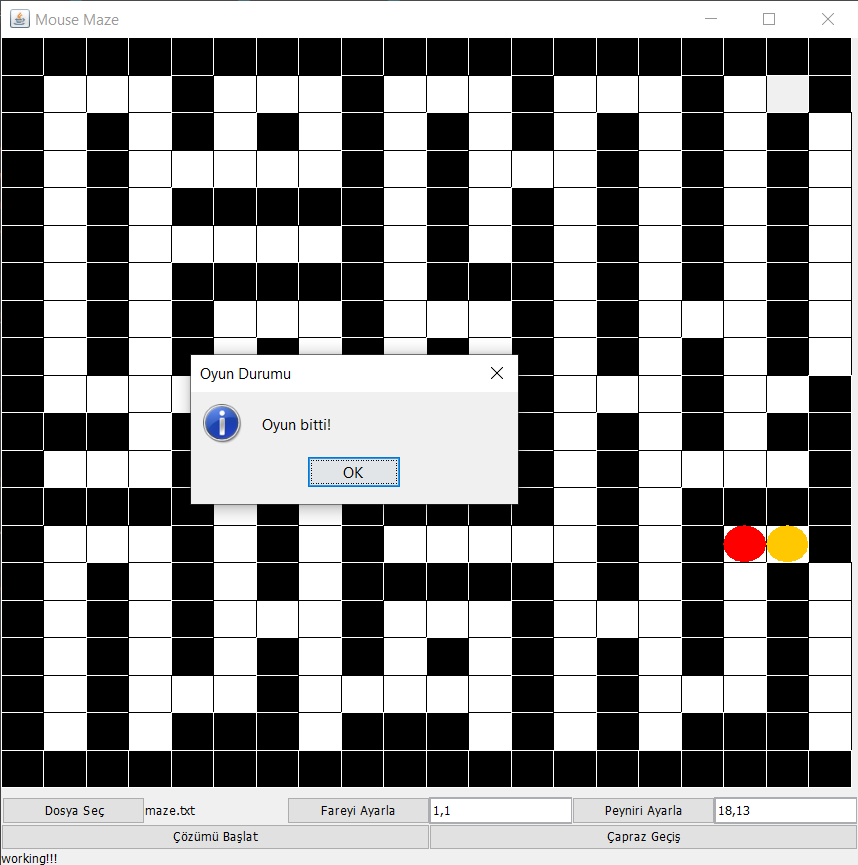 Mouse Maze
Oyun Durumu
Oyun bitti!
OK
Dosya Seç maze.txt Fareyi Ayarla 1,1 Peyniri Ayarla 18,13
Çözümü Başlat Çapraz Geçiş
working!!!